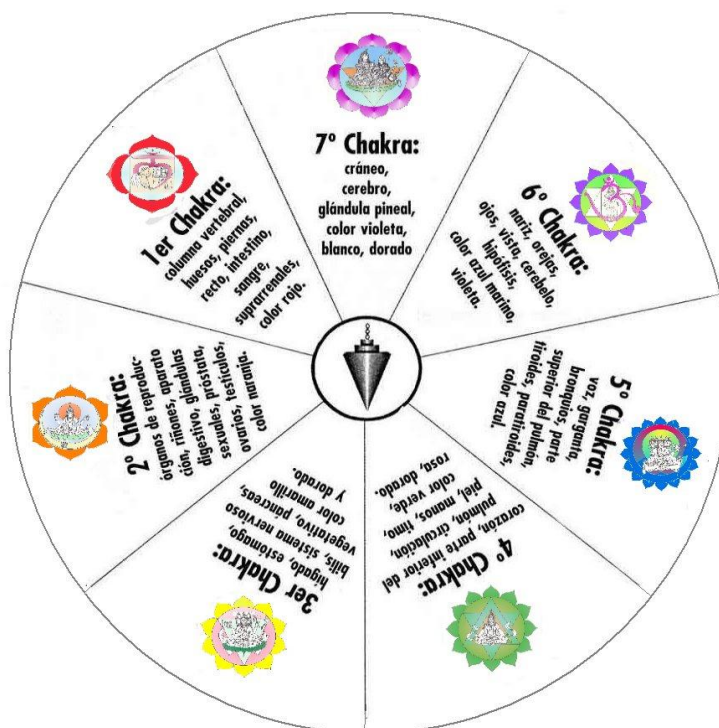 7º Chakra:
cráneo,
cerebro,
glándula pineal,
color violeta,
blanco, dorado
6º Chakra:
nariz, orejas,
ojos, vista, cerebelo,
hipófisis,
color azul marino,
violeta.
5º Chakra:
voz, garganta,
bronquios, parte
superior del pulmón,
tiroides, paratiroides,
color azul.
4º Chakra:
corazón, parte inferior del
pulmón, circulación,
piel, manos, timo.
color verde,
rosa, dorado.
3er Chakra:
hígado, estómago,
bilis, sistema nervioso
vegetativo, páncreas,
color amarillo
y dorado.
2º Chakra:
órganos de reproduc-
ción, riñones, aparato
digestivo, glándulas
sexuales, próstata,
ovarios, testículos,
color naranja.
1er Chakra:
columna vertebral,
huesos, piernas,
recto, intestino,
sangre,
suprarrenales,
color rojo.